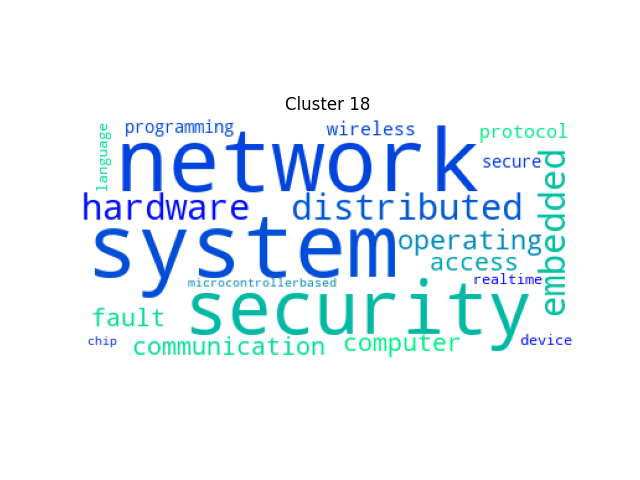 Cluster 18
language
programming
wireless
protocol
network
secure
embedded
hardware
distributed
system
operating
access
microcontrollerbased
realtime
security
fault
chip
communication
computer
device